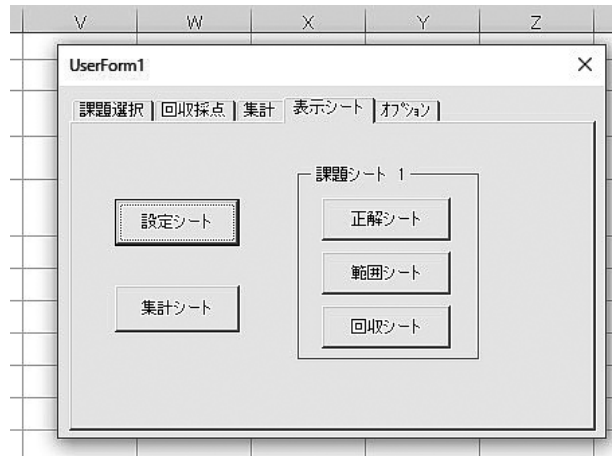 V W X Y Z
UserForm1
課題選択 回収採点 集計 表示シート ｵﾌﾟｼｮﾝ
課題シート 1
設定シート
正解シート
範囲シート
集計シート
回収シート